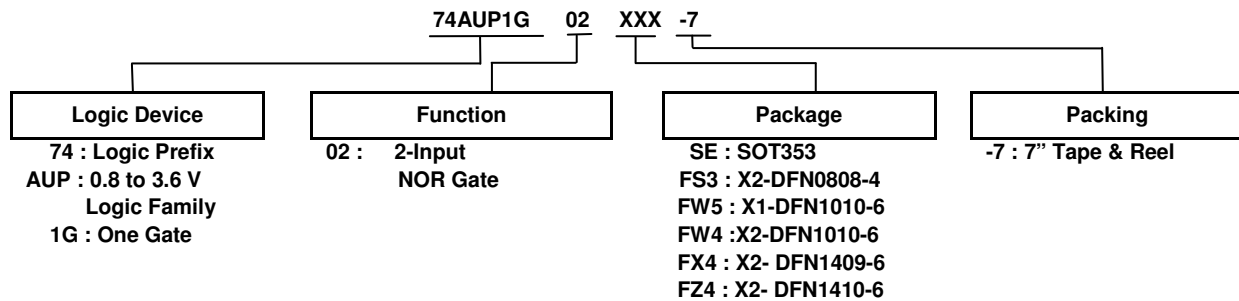 74AUP1G 02 XXX -7
Logic Device
74 : Logic Prefix
AUP : 0.8 to 3.6 V
Logic Family
1G : One Gate
Function
02 : 2-Input
NOR Gate
Package
SE : SOT353
FS3 : X2-DFN0808-4
FW5 : X1-DFN1010-6
FW4 :X2-DFN1010-6
FX4 : X2- DFN1409-6
FZ4 : X2- DFN1410-6
Packing
-7 : 7” Tape & Reel